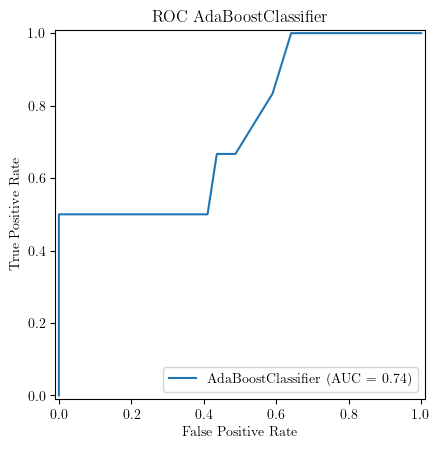 ROC AdaBoostClassifier
1.0
0.8
0.6
0.4
0.2
0.0
True Positive Rate
AdaBoostClassifier (AUC = 0.74)
0.0 0.2 0.4 0.6 0.8 1.0
False Positive Rate